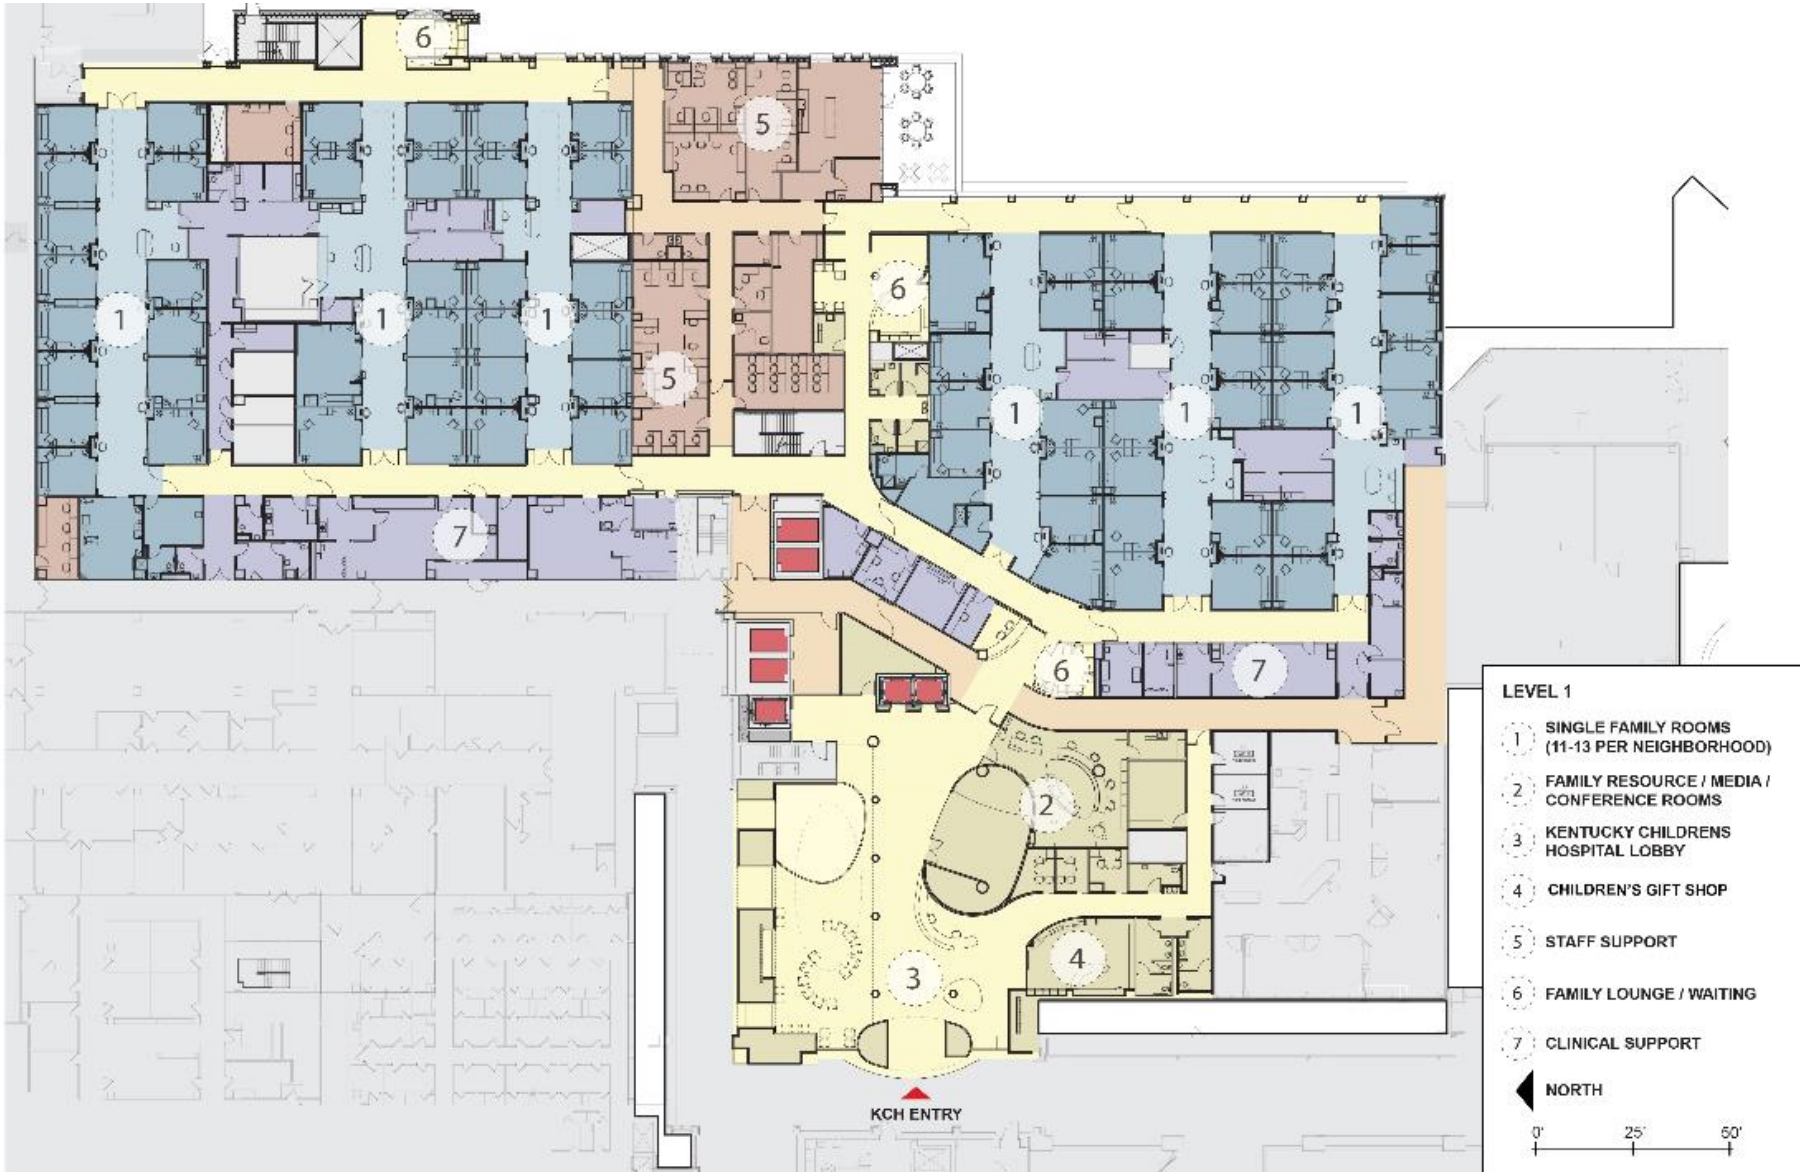 6
5
1
1
1
6
5
1
1
1
7
6
7
2
4
3
KCH ENTRY
LEVEL 1
1 SINGLE FAMILY ROOMS
(11-13 PER NEIGHBORHOOD)
2 FAMILY RESOURCE / MEDIA /
CONFERENCE ROOMS
3 KENTUCKY CHILDRENS
HOSPITAL LOBBY
4 CHILDREN'S GIFT SHOP
5 STAFF SUPPORT
6 FAMILY LOUNGE / WAITING
7 CLINICAL SUPPORT
NORTH
0' 25' 50'